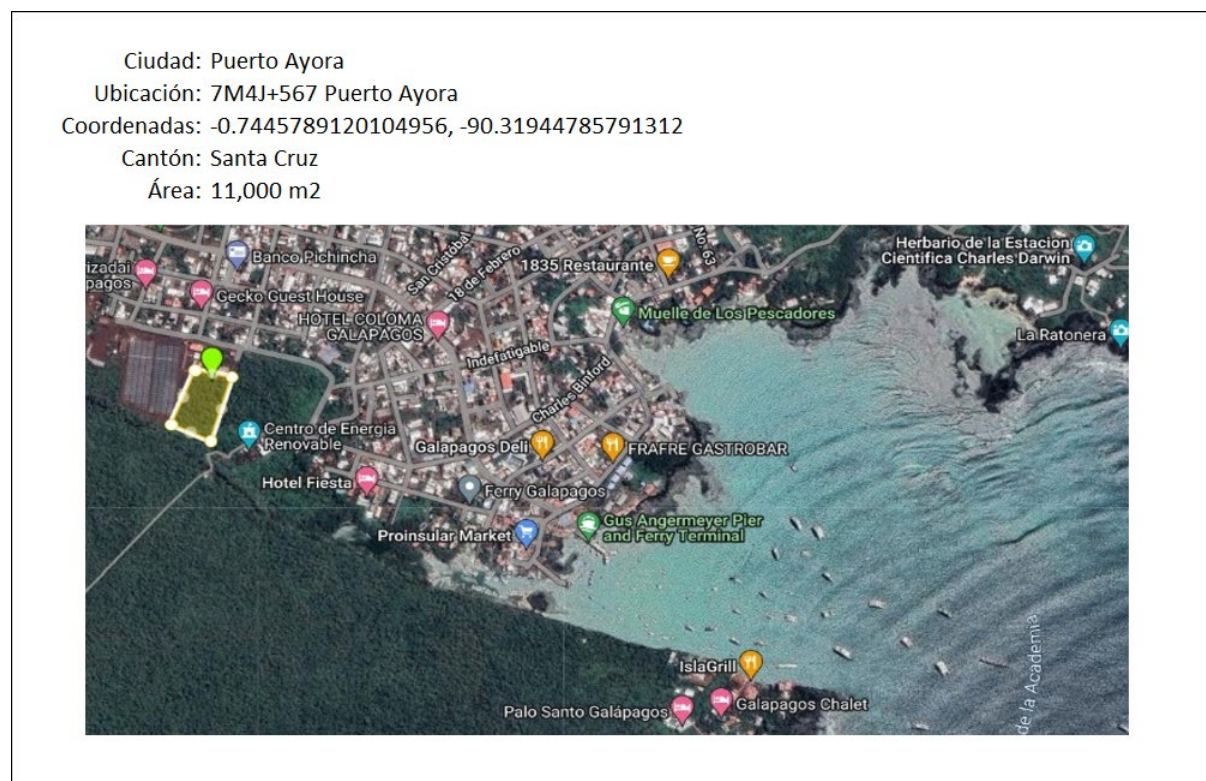 Ciudad: Puerto Ayora
Ubicación: 7M4J+567 Puerto Ayora
Coordenadas: -0.7445789120104956, -90.31944785791312
Cantón: Santa Cruz
Área: 11,000 m2
Banco Pichincha
San Cristóbal
18 de Febrero
1835 Restaurante
No. 63
Herbario de la Estacion
Científica Charles Darwin
rizadai
pagos
Gecko Guest House
HOTEL COLOMA
GALAPAGOS
Muelle de Los Pescadores
La Ratonera
Indefatigable
Charles Binford
Centro de Energia
Renovable
Galapagos Deli
FRAFRE GASTROBAR
Hotel Fiesta
Ferry Galapagos
Proinsular Market
Gus Angermeyer Pier
and Ferry Terminal
IslaGrill
Palo Santo Galápagos
Galapagos Chalet
de la Academia